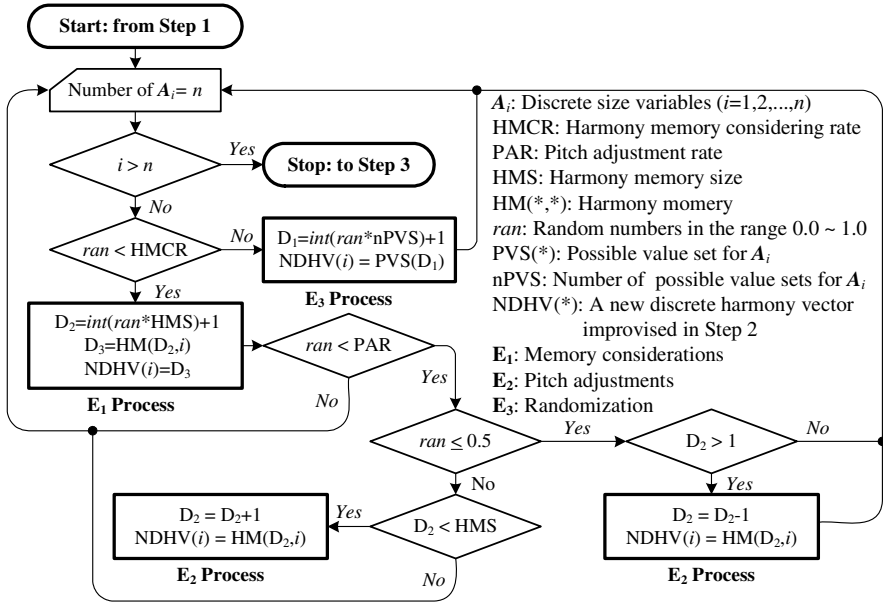 Start: from Step 1
Number of Aᵢ= n
i > n
Yes
Stop: to Step 3
No
ran < HMCR
No
D₁=int(ran*nPVS)+1
NDHV(i) = PVS(D₁)
E₃ Process
Yes
D₂=int(ran*HMS)+1
D₃=HM(D₂,i)
NDHV(i)=D₃
E₁ Process
ran < PAR
No
Yes
Aᵢ: Discrete size variables (i=1,2,...,n)
HMCR: Harmony memory considering rate
PAR: Pitch adjustment rate
HMS: Harmony memory size
HM(*,*): Harmony momery
ran: Random numbers in the range 0.0 ~ 1.0
PVS(*): Possible value set for Aᵢ
nPVS: Number of possible value sets for Aᵢ
NDHV(*): A new discrete harmony vector
improvised in Step 2
E₁: Memory considerations
E₂: Pitch adjustments
E₃: Randomization
ran ≤ 0.5
Yes
D₂ > 1
No
No
Yes
D₂ < HMS
Yes
D₂ = D₂+1
NDHV(i) = HM(D₂,i)
E₂ Process
No
D₂ = D₂-1
NDHV(i) = HM(D₂,i)
E₂ Process